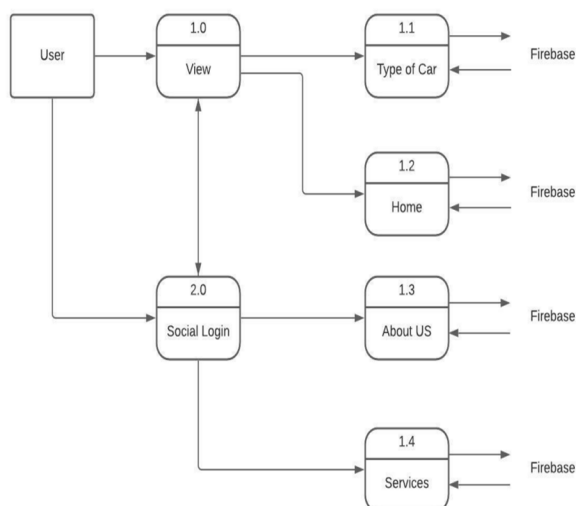 User
1.0
View
1.1
Type of Car
Firebase
1.2
Home
Firebase
2.0
Social Login
1.3
About US
Firebase
1.4
Services
Firebase